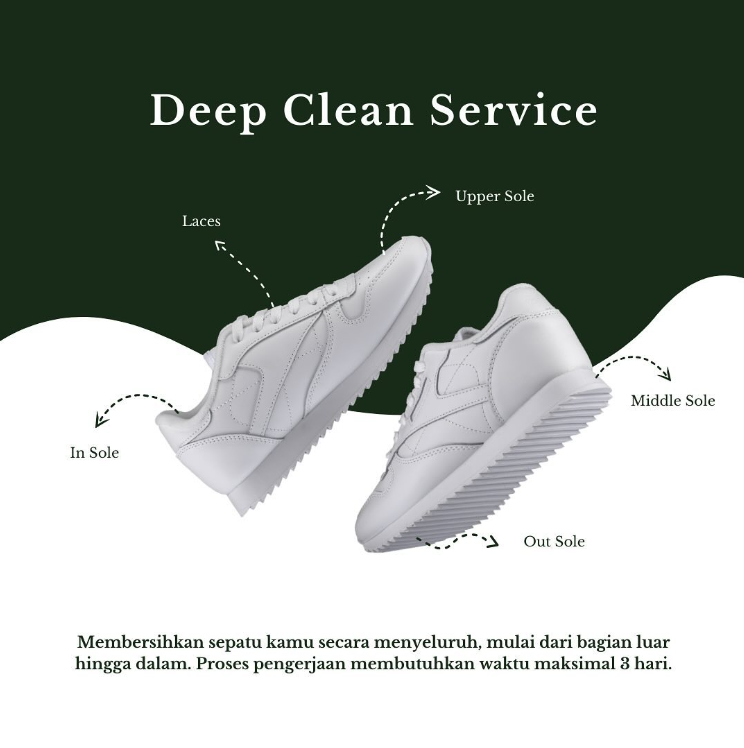 Deep Clean Service
Upper Sole
Laces
Middle Sole
In Sole
Out Sole
Membersihkan sepatu kamu secara menyeluruh, mulai dari bagian luar
hingga dalam. Proses pengerjaan membutuhkan waktu maksimal 3 hari.